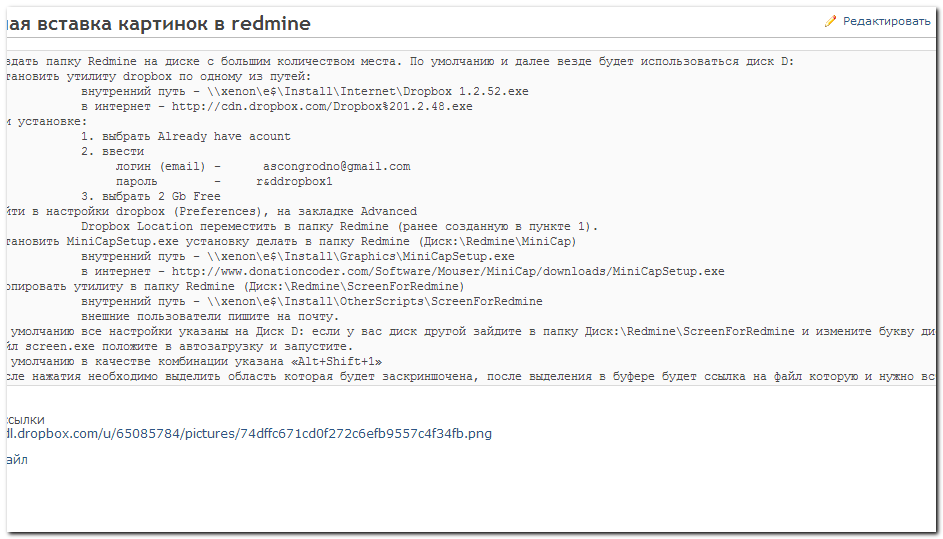 ная вставка картинок в redmine
Редактировать
здать папку Redmine на диске с большим количеством места. По умолчанию и далее везде будет использоваться диск D:
тановить утилиту dropbox по одному из путей:
внутренний путь - \\xenon\e$\Install\Internet\Dropbox 1.2.52.exe
в интернет - http://cdn.dropbox.com/Dropbox%201.2.48.exe
и установке:
1. выбрать Already have acount
2. ввести
логин (email) - ascongrodno@gmail.com
пароль - r&ddropbox1
3. выбрать 2 Gb Free
йти в настройки dropbox (Preferences), на закладке Advanced
Dropbox Location переместить в папку Redmine (ранее созданную в пункте 1).
тановить MiniCapSetup.exe установку делать в папку Redmine (Диск:\Redmine\MiniCap)
внутренний путь - \\xenon\e$\Install\Graphics\MiniCapSetup.exe
в интернет - http://www.donationcoder.com/Software/Mouser/MiniCap/downloads/MiniCapSetup.exe
опировать утилиту в папку Redmine (Диск:\Redmine\ScreenForRedmine)
внутренний путь - \\xenon\e$\Install\OtherScripts\ScreenForRedmine
внешние пользователи пишите на почту.
умолчанию все настройки указаны на Диск D: если у вас диск другой зайдите в папку Диск:\Redmine\ScreenForRedmine и измените букву ди
йл screen.exe положите в автозагрузку и запустите.
умолчанию в качестве комбинации указана «Alt+Shift+1»
сле нажатия необходимо выделить область которая будет заскриншочена, после выделения в буфере будет ссылка на файл которую и нужно вс
ссылки
dl.dropbox.com/u/65085784/pictures/74dffc671cd0f272c6efb9557c4f34fb.png
айл